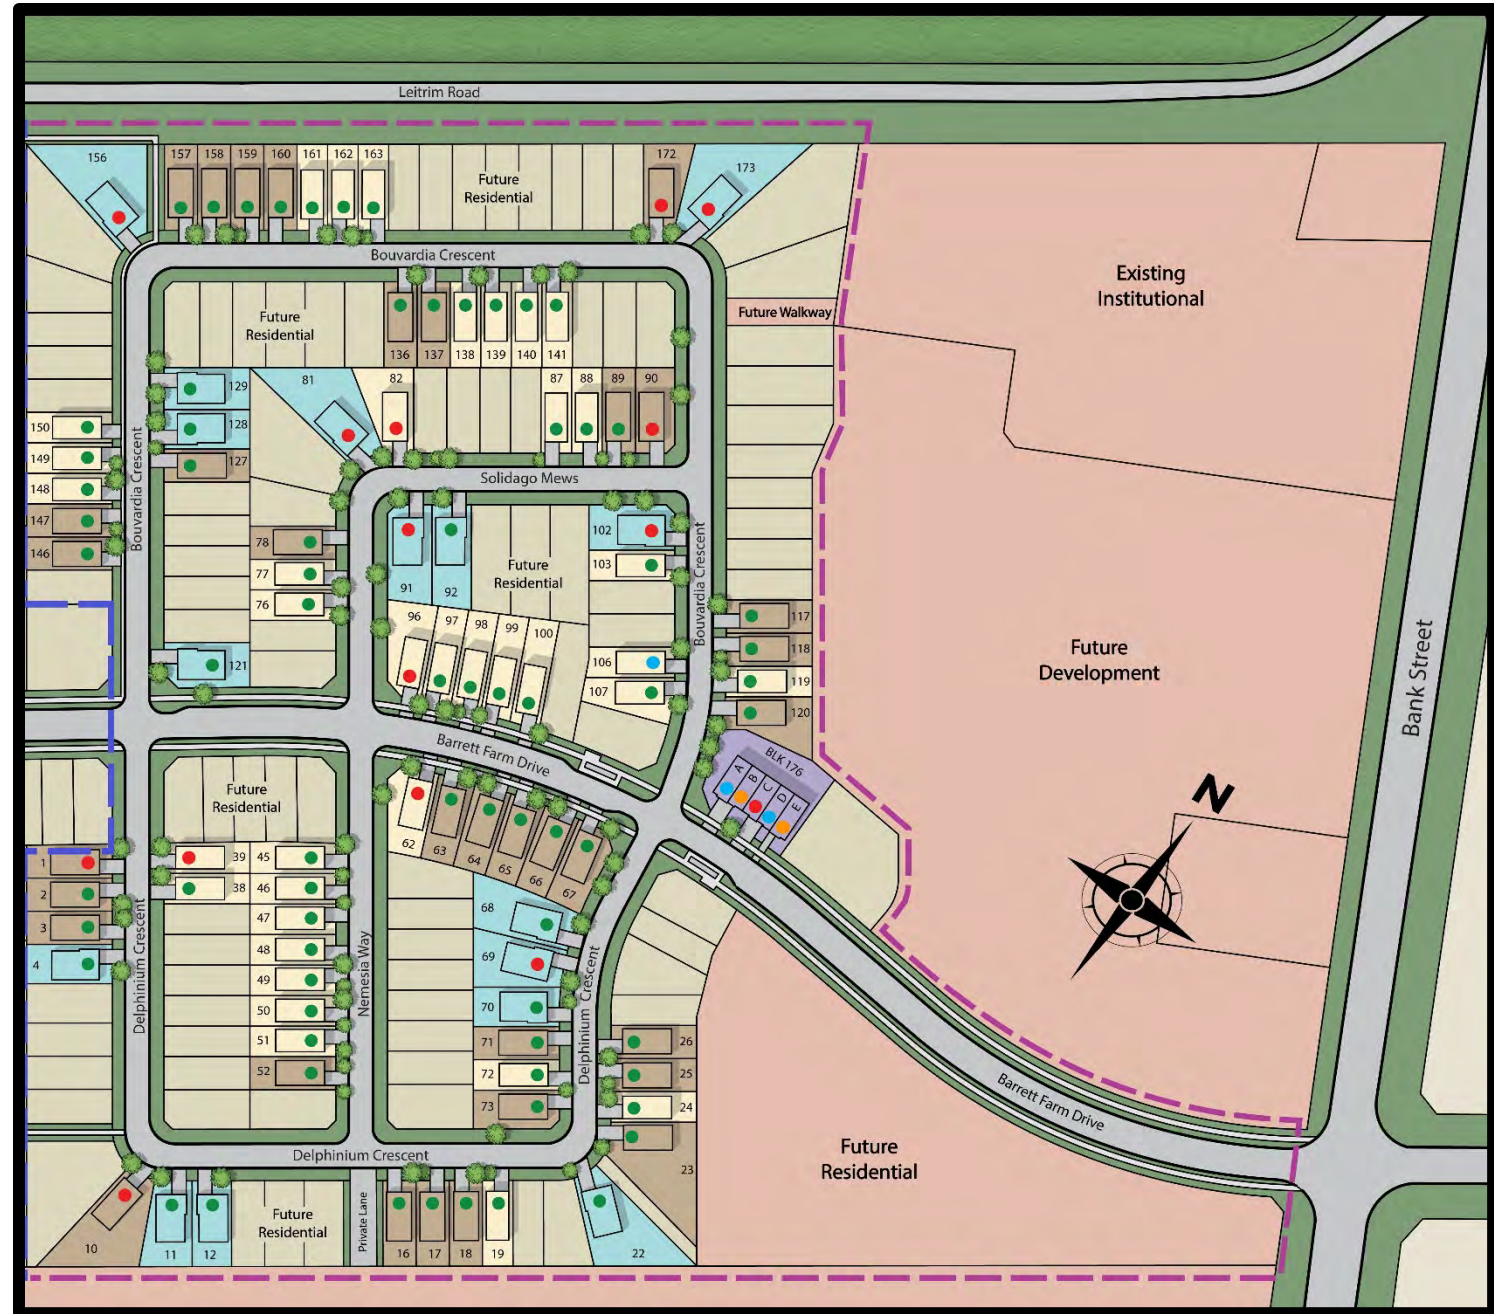 Leitrim Road
156
157 158 159 160 161 162 163
Future
Residential
172
173
Bouvardia Crescent
Existing
Institutional
Future Walkway
Future
Residential
136 137 138 139 140 141
129
81
82
87 88 89 90
128
127
150
149
148
147
146
Bouvardia Crescent
Solidago Mews
78
77
76
91
92
Future
Residential
102
103
Bouvardia Crescent
96
97
98
99
100
106
107
117
118
119
120
121
Future
Development
Bank Street
Barrett Farm Drive
BLK 176
A
B
C
D
E
N
Future
Residential
62
63
64
65
66
67
1
2
3
4
39
38
45
46
47
48
49
50
51
52
68
69
70
71
72
73
Delphinium Crescent
Nemesia Way
Delphinium Crescent
26
25
24
23
Barrett Farm Drive
Future
Residential
Delphinium Crescent
Private Lane
10
11
12
Future
Residential
16
17
18
19
22